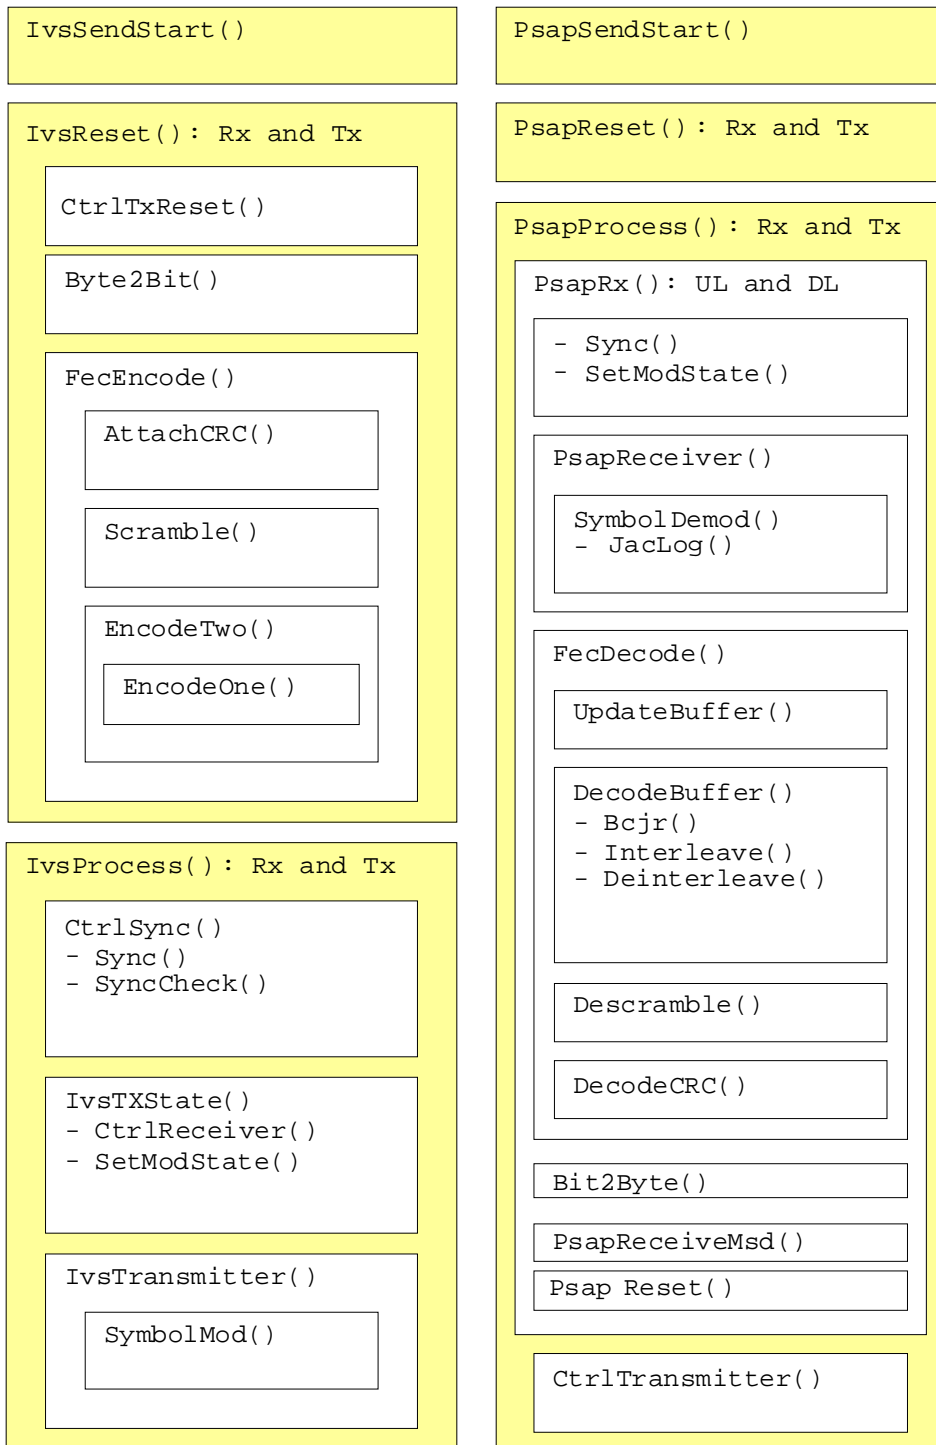 IvsSendStart()
IvsReset(): Rx and Tx
CtrlTxReset()
Byte2Bit()
FecEncode()
AttachCRC()
Scramble()
EncodeTwo()
EncodeOne()
IvsProcess(): Rx and Tx
CtrlSync()
- Sync()
- SyncCheck()
IvsTXState()
- CtrlReceiver()
- SetModState()
IvsTransmitter()
SymbolMod()
PsapSendStart()
PsapReset(): Rx and Tx
PsapProcess(): Rx and Tx
PsapRx(): UL and DL
- Sync()
- SetModState()
PsapReceiver()
SymbolDemod()
- JacLog()
FecDecode()
UpdateBuffer()
DecodeBuffer()
- Bcjr()
- Interleave()
- Deinterleave()
Descramble()
DecodeCRC()
Bit2Byte()
PsapReceiveMsd()
Psap Reset()
CtrlTransmitter()